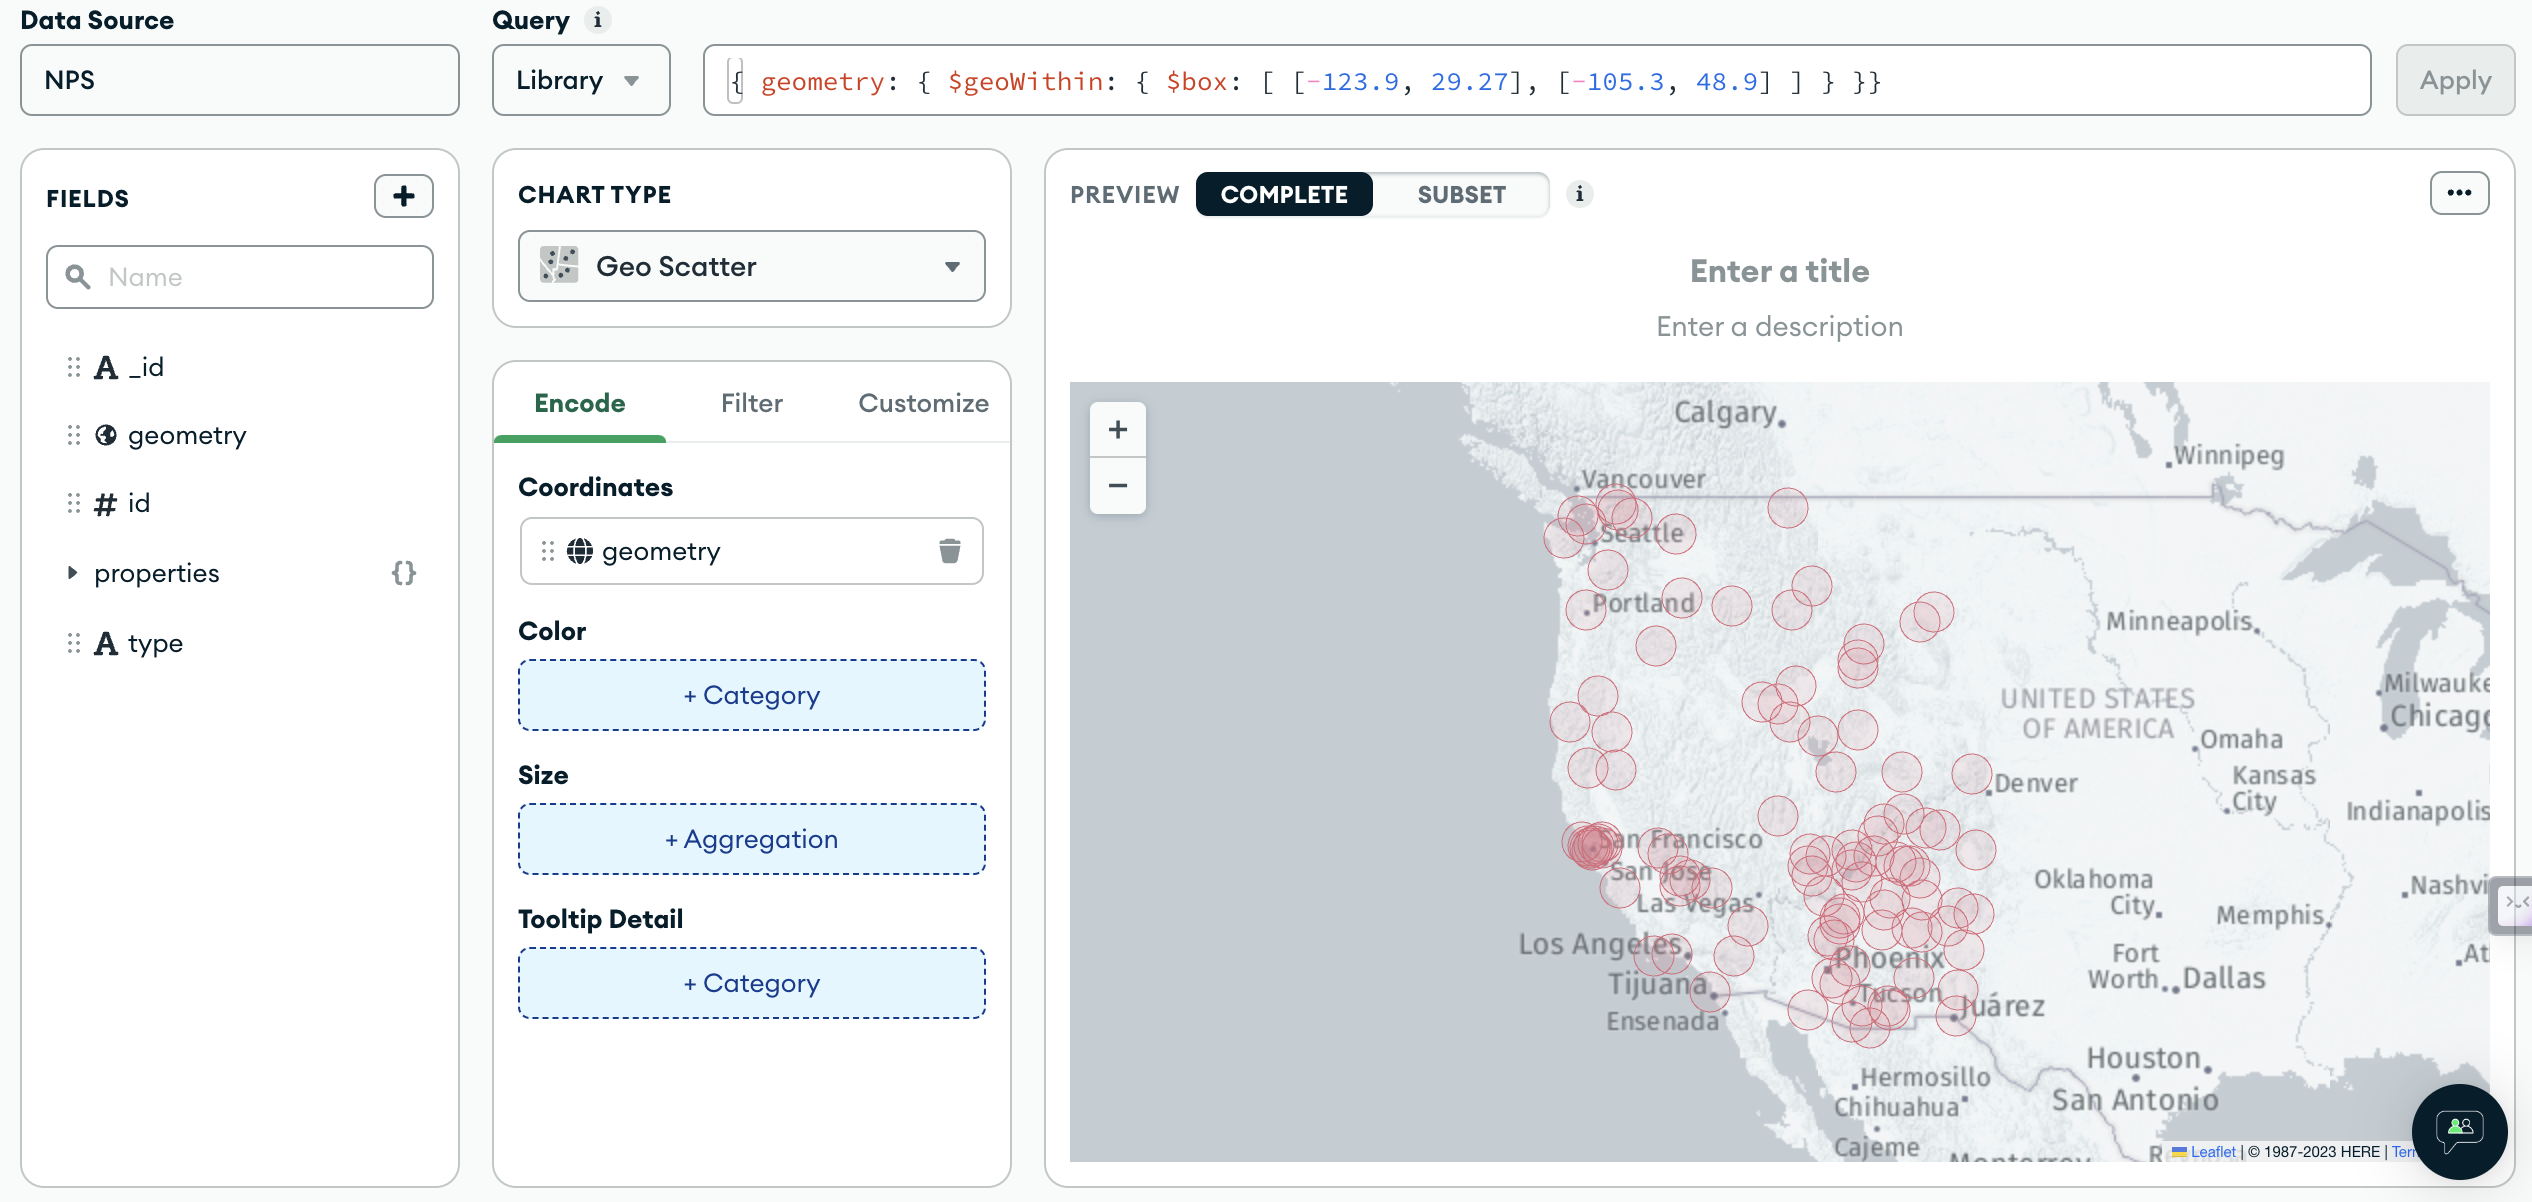 Data Source
Query i
NPS
Library
{ geometry: { $geoWithin: { $box: [ [-123.9, 29.27], [-105.3, 48.9] ] } }}
Apply
FIELDS
+
Name
_id
geometry
# id
properties {}
type
CHART TYPE
Geo Scatter
Encode
Filter
Customize
Coordinates
geometry
Color
+ Category
Size
+ Aggregation
Tooltip Detail
+ Category
PREVIEW
COMPLETE
SUBSET
i
Enter a title
Enter a description
+
−
Calgary
Winnipeg
Vancouver
Seattle
Portland
Minneapolis
UNITED STATES
OF AMERICA
Milwauke
Chicag
Omaha
Kansas
City
Denver
Indianapolis
San Francisco
San Jose
Las Vegas
Oklahoma
City
Nashvi
Memphis
Los Angeles
Phoenix
Fort
Worth
Dallas
At
Tijuana
Tucson
Juárez
Ensenada
Houston
Hermosillo
San Antonio
Chihuahua
Cajeme
Monterrey
Leaflet | © 1987-2023 HERE | Terr